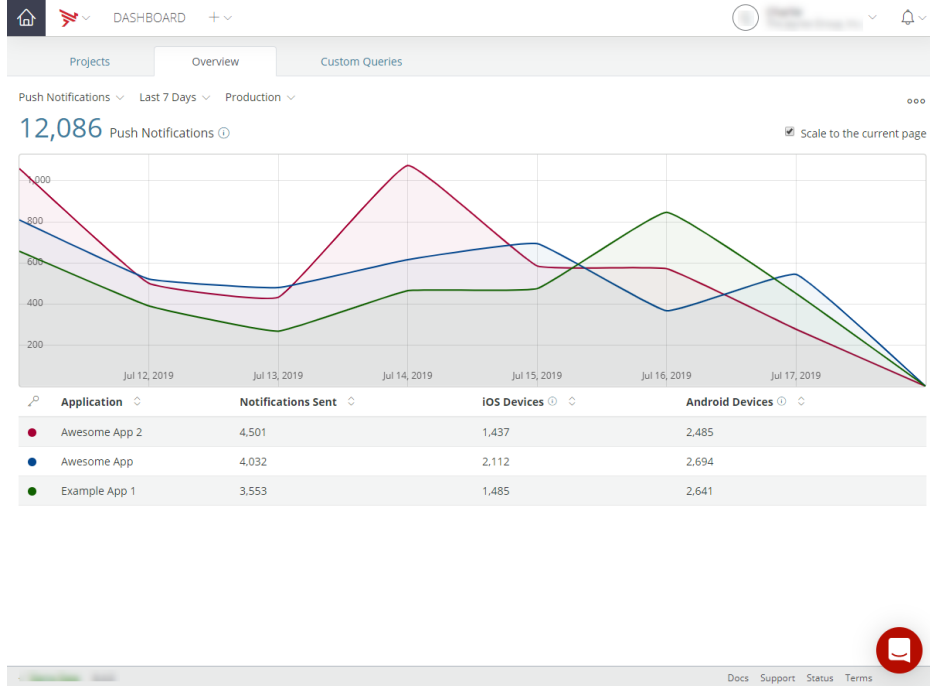 DASHBOARD
Projects Overview Custom Queries
Push Notifications Last 7 Days Production
12,086 Push Notifications
Scale to the current page
1,000
800
600
400
200
Jul 12, 2019 Jul 13, 2019 Jul 14, 2019 Jul 15, 2019 Jul 16, 2019 Jul 17, 2019
Application Notifications Sent iOS Devices Android Devices
Awesome App 2 4,501 1,437 2,485
Awesome App 4,032 2,112 2,694
Example App 1 3,553 1,485 2,641
Docs Support Status Terms